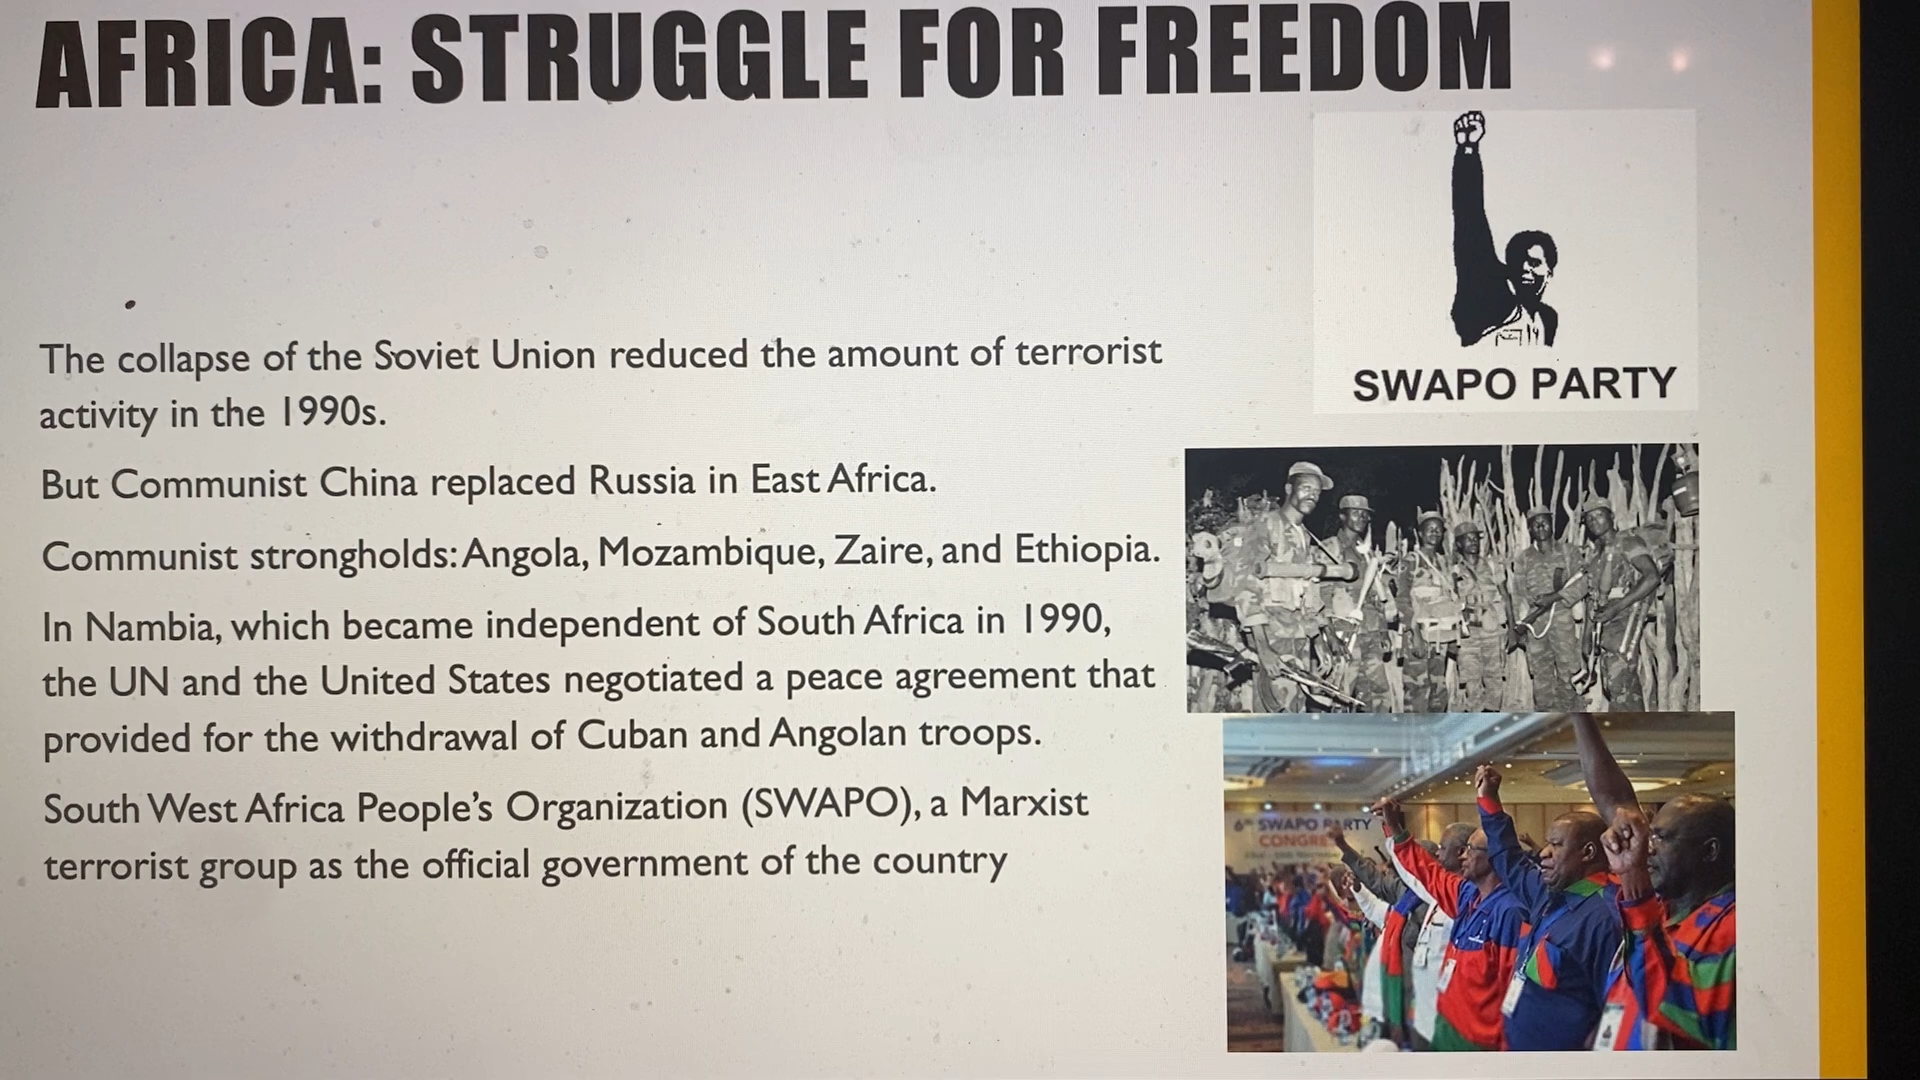 AFRICA: STRUGGLE FOR FREEDOM
SWAPO PARTY
The collapse of the Soviet Union reduced the amount of terrorist
activity in the 1990s.
But Communist China replaced Russia in East Africa.
Communist strongholds: Angola, Mozambique, Zaire, and Ethiopia.
In Nambia, which became independent of South Africa in 1990,
the UN and the United States negotiated a peace agreement that
provided for the withdrawal of Cuban and Angolan troops.
South West Africa People's Organization (SWAPO), a Marxist
terrorist group as the official government of the country
6th SWAPO PARTY
CONGRE